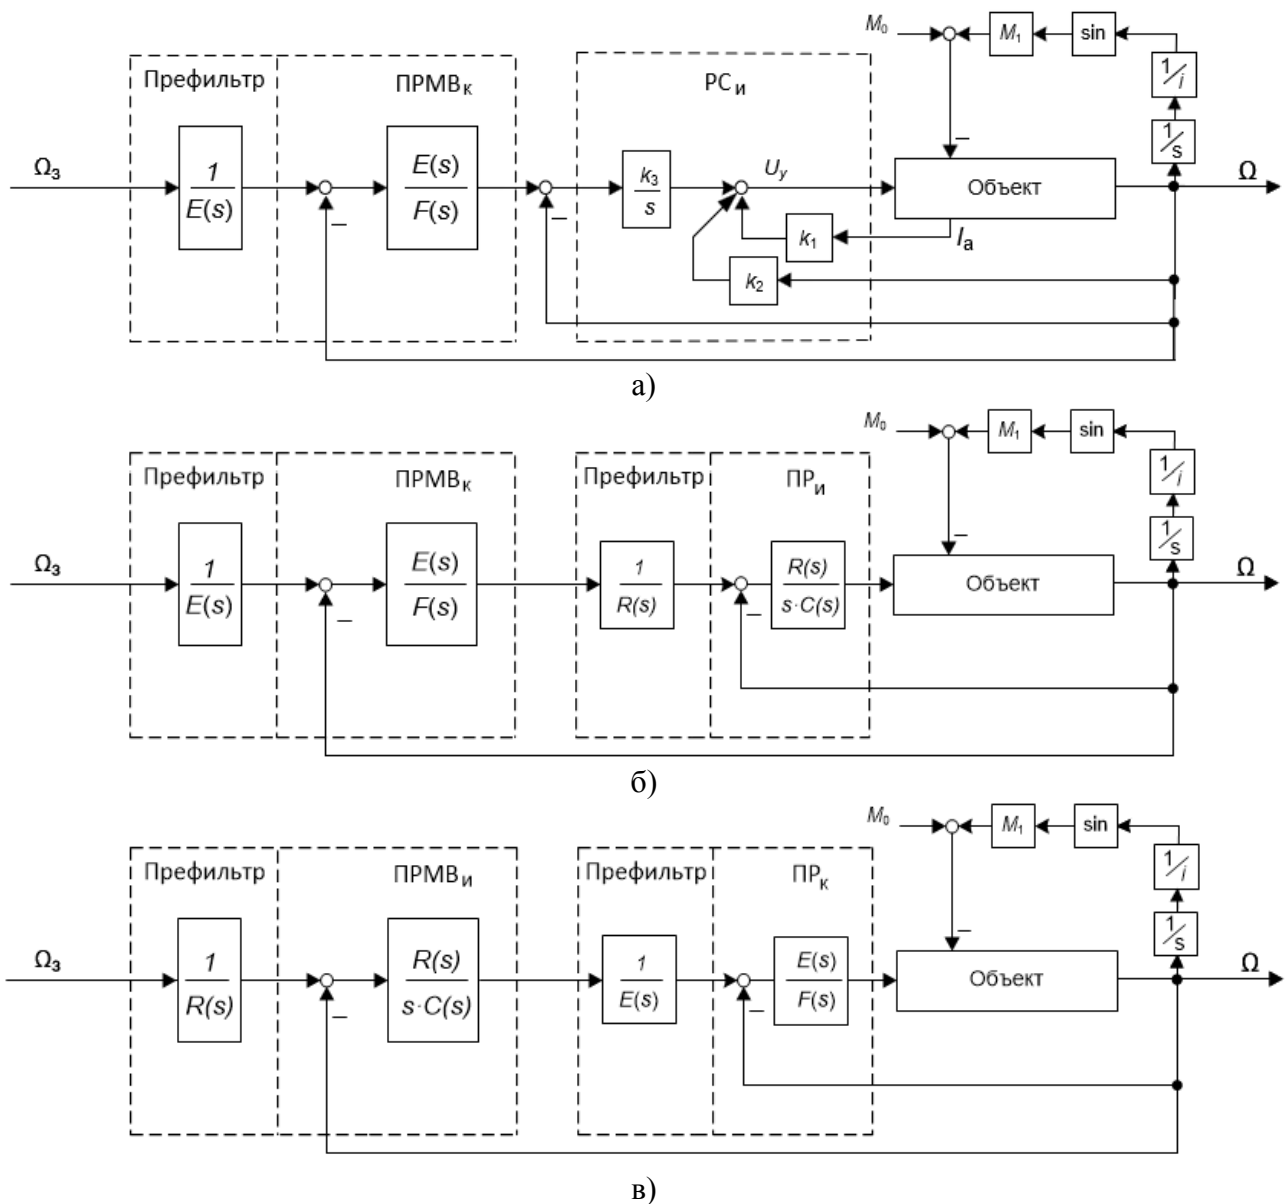 M₀
M₁
sin
1/i
1/s
Префильтр
ПРМВк
РСи
Ωз
1
E(s)
E(s)
F(s)
k₃
s
Uy
Объект
Ω
k₁
Iа
k₂
а)
M₀
M₁
sin
1/i
1/s
Префильтр
ПРМВк
Префильтр
ПРи
Ωз
1
E(s)
E(s)
F(s)
1
R(s)
R(s)
s·C(s)
Объект
Ω
б)
M₀
M₁
sin
1/i
1/s
Префильтр
ПРМВи
Префильтр
ПРк
Ωз
1
R(s)
R(s)
s·C(s)
1
E(s)
E(s)
F(s)
Объект
Ω
в)